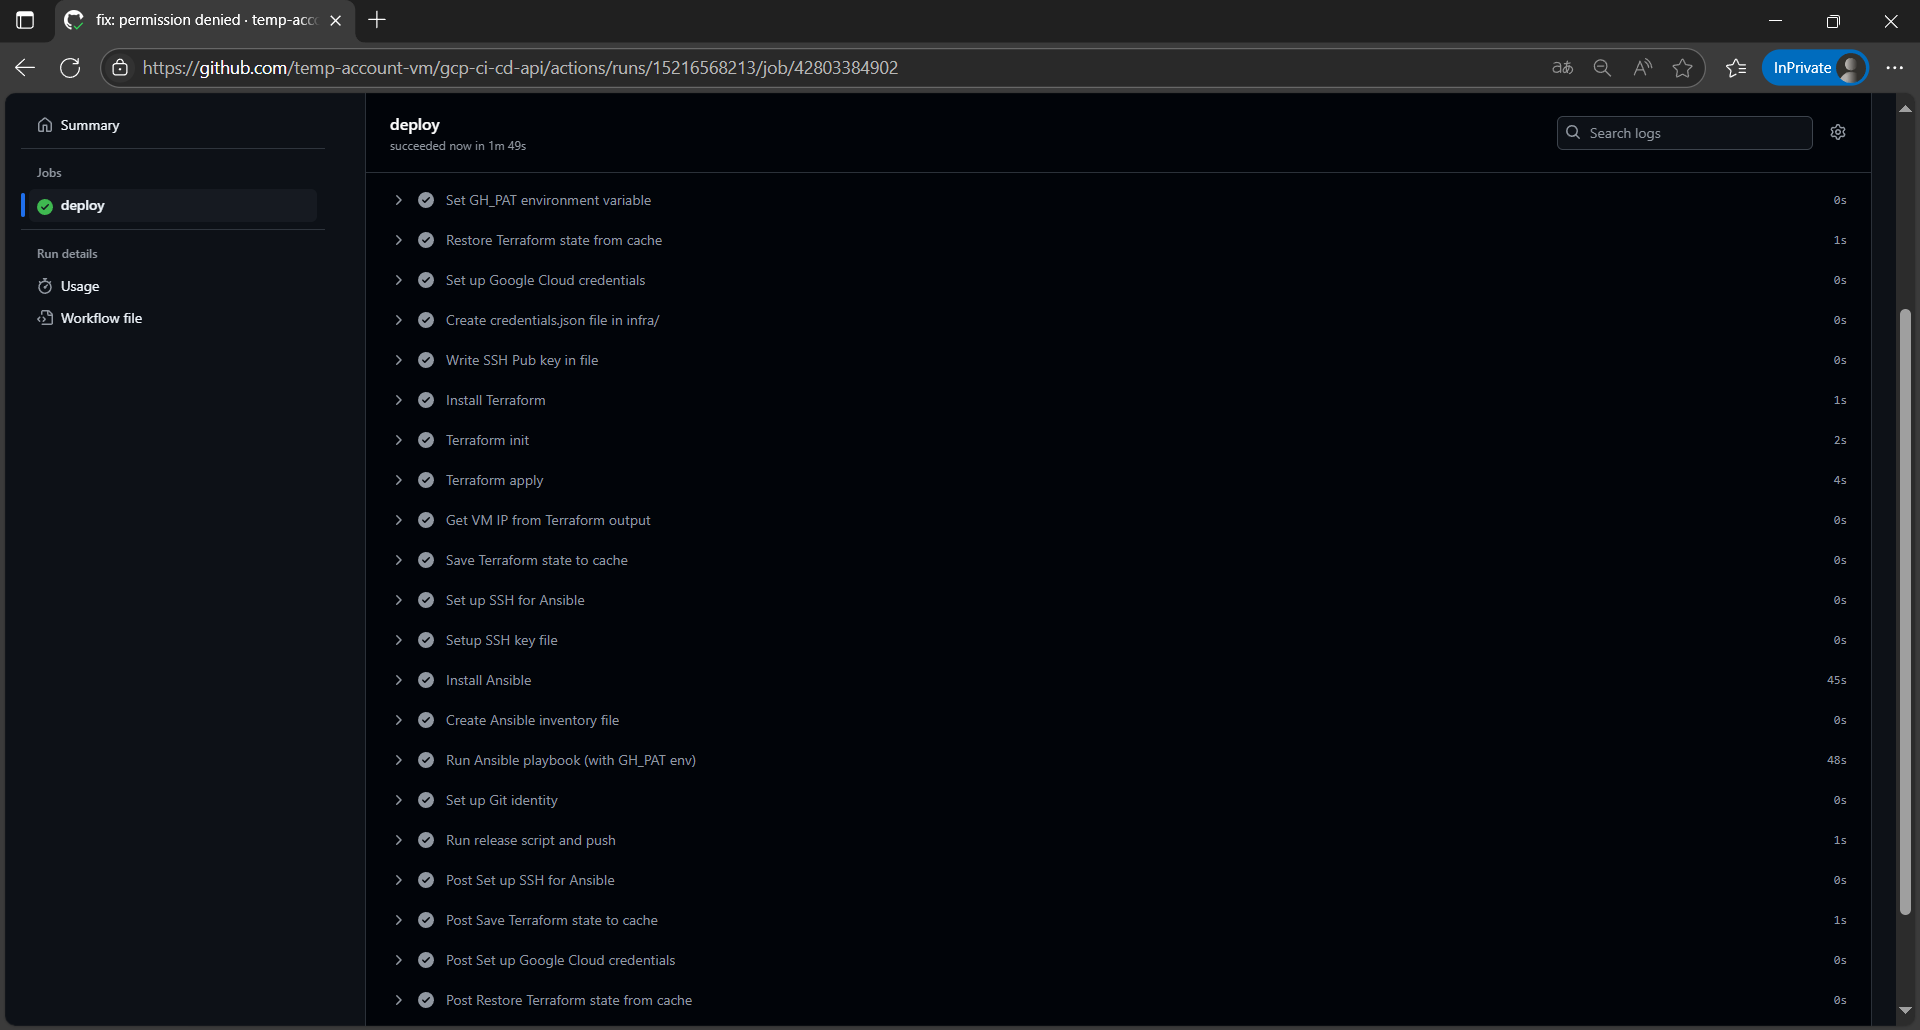 fix: permission denied · temp-acc
https://github.com/temp-account-vm/gcp-ci-cd-api/actions/runs/15216568213/job/42803384902
aあ
A
InPrivate
Summary
Jobs
deploy
Run details
Usage
Workflow file
deploy
succeeded now in 1m 49s
Search logs
Set GH_PAT environment variable 0s
Restore Terraform state from cache 1s
Set up Google Cloud credentials 0s
Create credentials.json file in infra/ 0s
Write SSH Pub key in file 0s
Install Terraform 1s
Terraform init 2s
Terraform apply 4s
Get VM IP from Terraform output 0s
Save Terraform state to cache 0s
Set up SSH for Ansible 0s
Setup SSH key file 0s
Install Ansible 45s
Create Ansible inventory file 0s
Run Ansible playbook (with GH_PAT env) 48s
Set up Git identity 0s
Run release script and push 1s
Post Set up SSH for Ansible 0s
Post Save Terraform state to cache 1s
Post Set up Google Cloud credentials 0s
Post Restore Terraform state from cache 0s